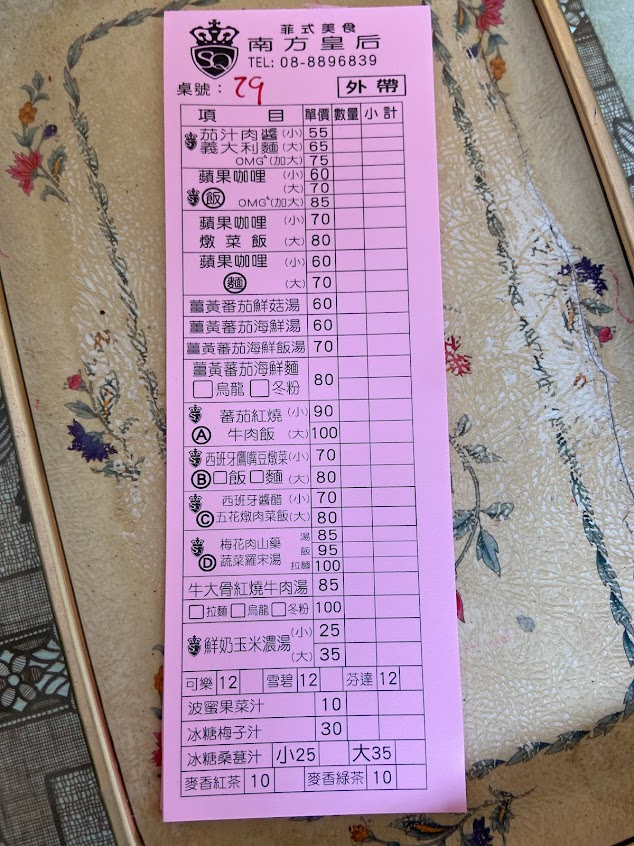 菲式美食
南方皇后
SQ
TEL: 08-8896839
桌號： 79 外帶
項 目 單價 數量 小計
茄汁肉醬 (小) 55
義大利麵 (大) 65
OMG^(加大) 75
蘋果咖哩 (小) 60
飯 (大) 70
OMG^(加大) 85
蘋果咖哩 (小) 70
燉菜飯 (大) 80
蘋果咖哩 (小) 60
麵 (大) 70
薑黃番茄鮮菇湯 60
薑黃蕃茄海鮮湯 60
薑黃蕃茄海鮮飯湯 70
薑黃蕃茄海鮮麵 80
□烏龍 □冬粉
蕃茄紅燒 (小) 90
A 牛肉飯 (大) 100
西班牙鷹嘴豆燉菜(小) 70
B □飯 □麵 (大) 80
西班牙醬醋 (小) 70
C 五花燉肉菜飯(大) 80
梅花肉山藥 湯 85
D 蔬菜羅宋湯 飯 95
拉麵 100
牛大骨紅燒牛肉湯 85
□拉麵 □烏龍 □冬粉 100
鮮奶玉米濃湯 (小) 25
(大) 35
可樂 12 雪碧 12 芬達 12
波蜜果菜汁 10
冰糖梅子汁 30
冰糖桑葚汁 小25 大35
麥香紅茶 10 麥香綠茶 10